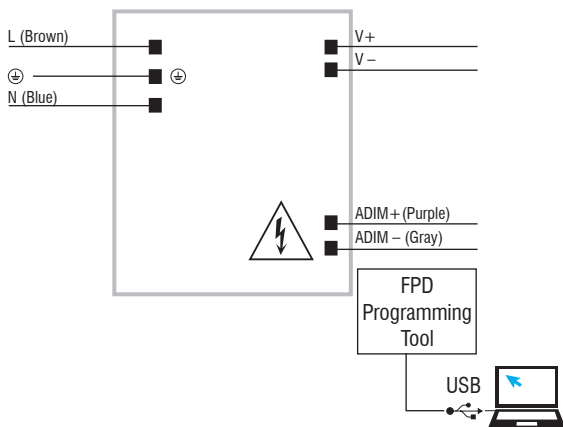 L (Brown)
N (Blue)
V+
V –
ADIM+(Purple)
ADIM – (Gray)
FPD
Programming
Tool
USB